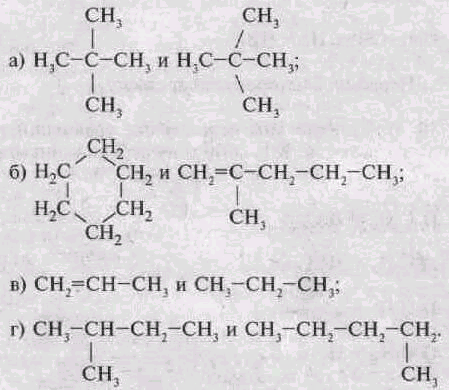 CH₃ CH₃
а) H₃C−C−CH₃ и H₃C−C−CH₃;
CH₃ CH₃
CH₂
б) H₂C CH₂ и CH₂=C−CH₂−CH₂−CH₃;
H₂C CH₂ CH₃
CH₂
в) CH₂=CH−CH₃ и CH₃−CH₂−CH₃;
г) CH₃−CH−CH₂−CH₃ и CH₃−CH₂−CH₂−CH₂.
CH₃ CH₃